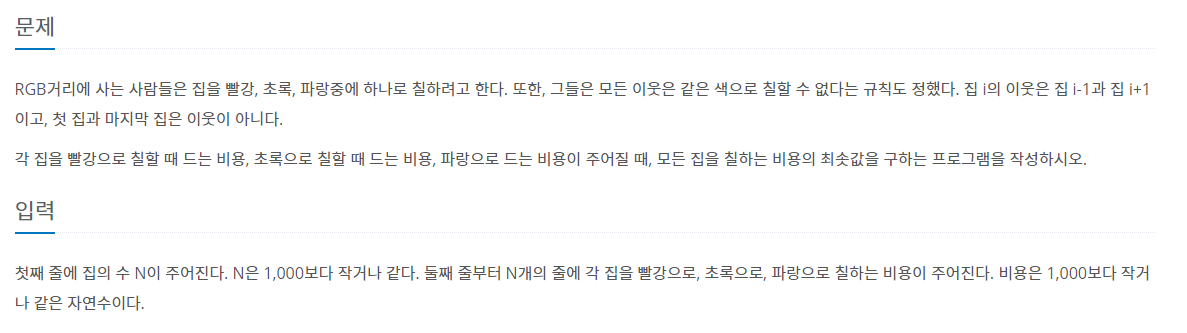 문제
RGB거리에 사는 사람들은 집을 빨강, 초록, 파랑중에 하나로 칠하려고 한다. 또한, 그들은 모든 이웃은 같은 색으로 칠할 수 없다는 규칙도 정했다. 집 i의 이웃은 집 i-1과 집 i+1
이고, 첫 집과 마지막 집은 이웃이 아니다.
각 집을 빨강으로 칠할 때 드는 비용, 초록으로 칠할 때 드는 비용, 파랑으로 드는 비용이 주어질 때, 모든 집을 칠하는 비용의 최솟값을 구하는 프로그램을 작성하시오.
입력
첫째 줄에 집의 수 N이 주어진다. N은 1,000보다 작거나 같다. 둘째 줄부터 N개의 줄에 각 집을 빨강으로, 초록으로, 파랑으로 칠하는 비용이 주어진다. 비용은 1,000보다 작거
나 같은 자연수이다.